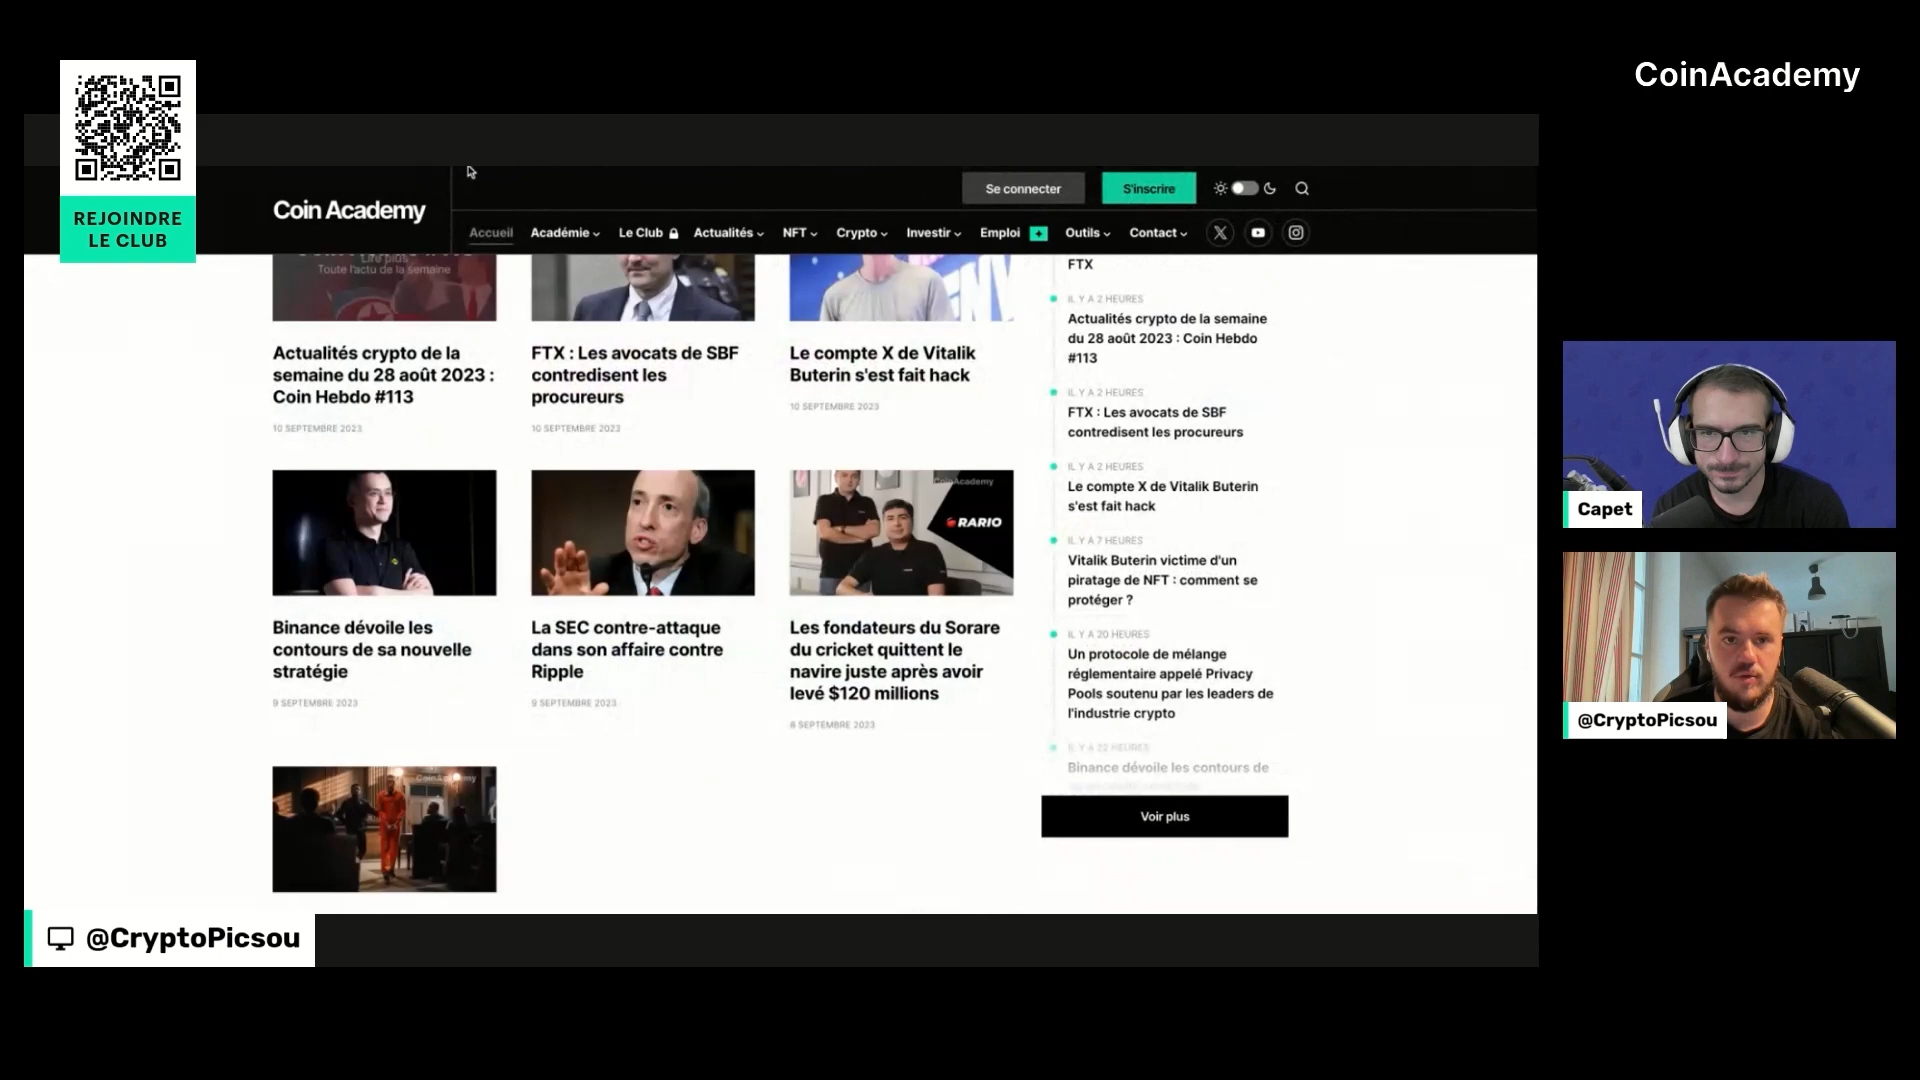 CoinAcademy
REJOINDRE
LE CLUB
Coin Academy
Se connecter
S'inscrire
Accueil
Académie
Le Club
Actualités
NFT
Crypto
Investir
Emploi
Outils
Contact
Lire plus
Toute l'actu de la semaine
Actualités crypto de la
semaine du 28 août 2023 :
Coin Hebdo #113
10 SEPTEMBRE 2023
FTX : Les avocats de SBF
contredisent les
procureurs
10 SEPTEMBRE 2023
Le compte X de Vitalik
Buterin s'est fait hack
10 SEPTEMBRE 2023
Binance dévoile les
contours de sa nouvelle
stratégie
9 SEPTEMBRE 2023
La SEC contre-attaque
dans son affaire contre
Ripple
9 SEPTEMBRE 2023
CoinAcademy
RARIO
Les fondateurs du Sorare
du cricket quittent le
navire juste après avoir
levé $120 millions
8 SEPTEMBRE 2023
CoinAcademy
FTX
IL Y A 2 HEURES
Actualités crypto de la semaine
du 28 août 2023 : Coin Hebdo
#113
IL Y A 2 HEURES
FTX : Les avocats de SBF
contredisent les procureurs
IL Y A 2 HEURES
Le compte X de Vitalik Buterin
s'est fait hack
IL Y A 7 HEURES
Vitalik Buterin victime d'un
piratage de NFT : comment se
protéger ?
IL Y A 20 HEURES
Un protocole de mélange
réglementaire appelé Privacy
Pools soutenu par les leaders de
l'industrie crypto
IL Y A 22 HEURES
Binance dévoile les contours de
Voir plus
Capet
@CryptoPicsou
@CryptoPicsou